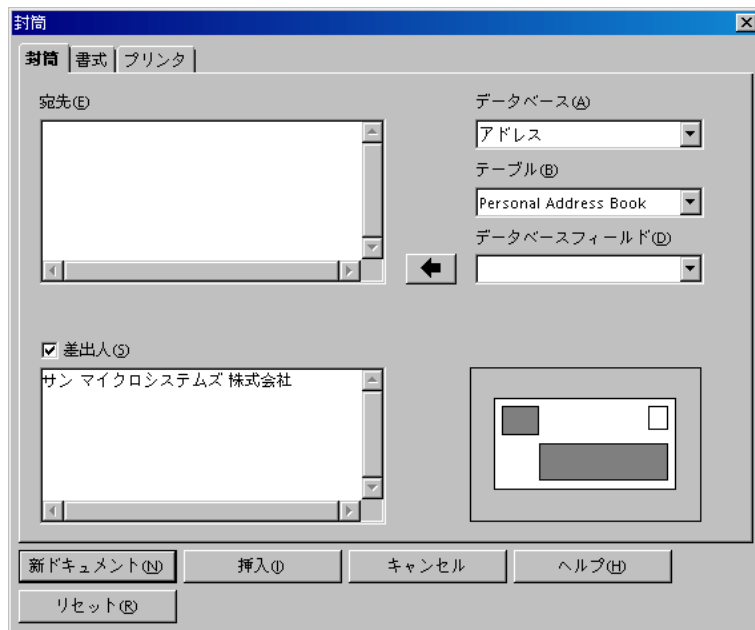 封筒
封筒 書式 プリンタ
宛先(E)
データベース(A)
アドレス
テーブル(B)
Personal Address Book
データベースフィールド(D)
差出人(S)
サン マイクロシステムズ 株式会社
新ドキュメント(N) 挿入(I) キャンセル ヘルプ(H)
リセット(R)